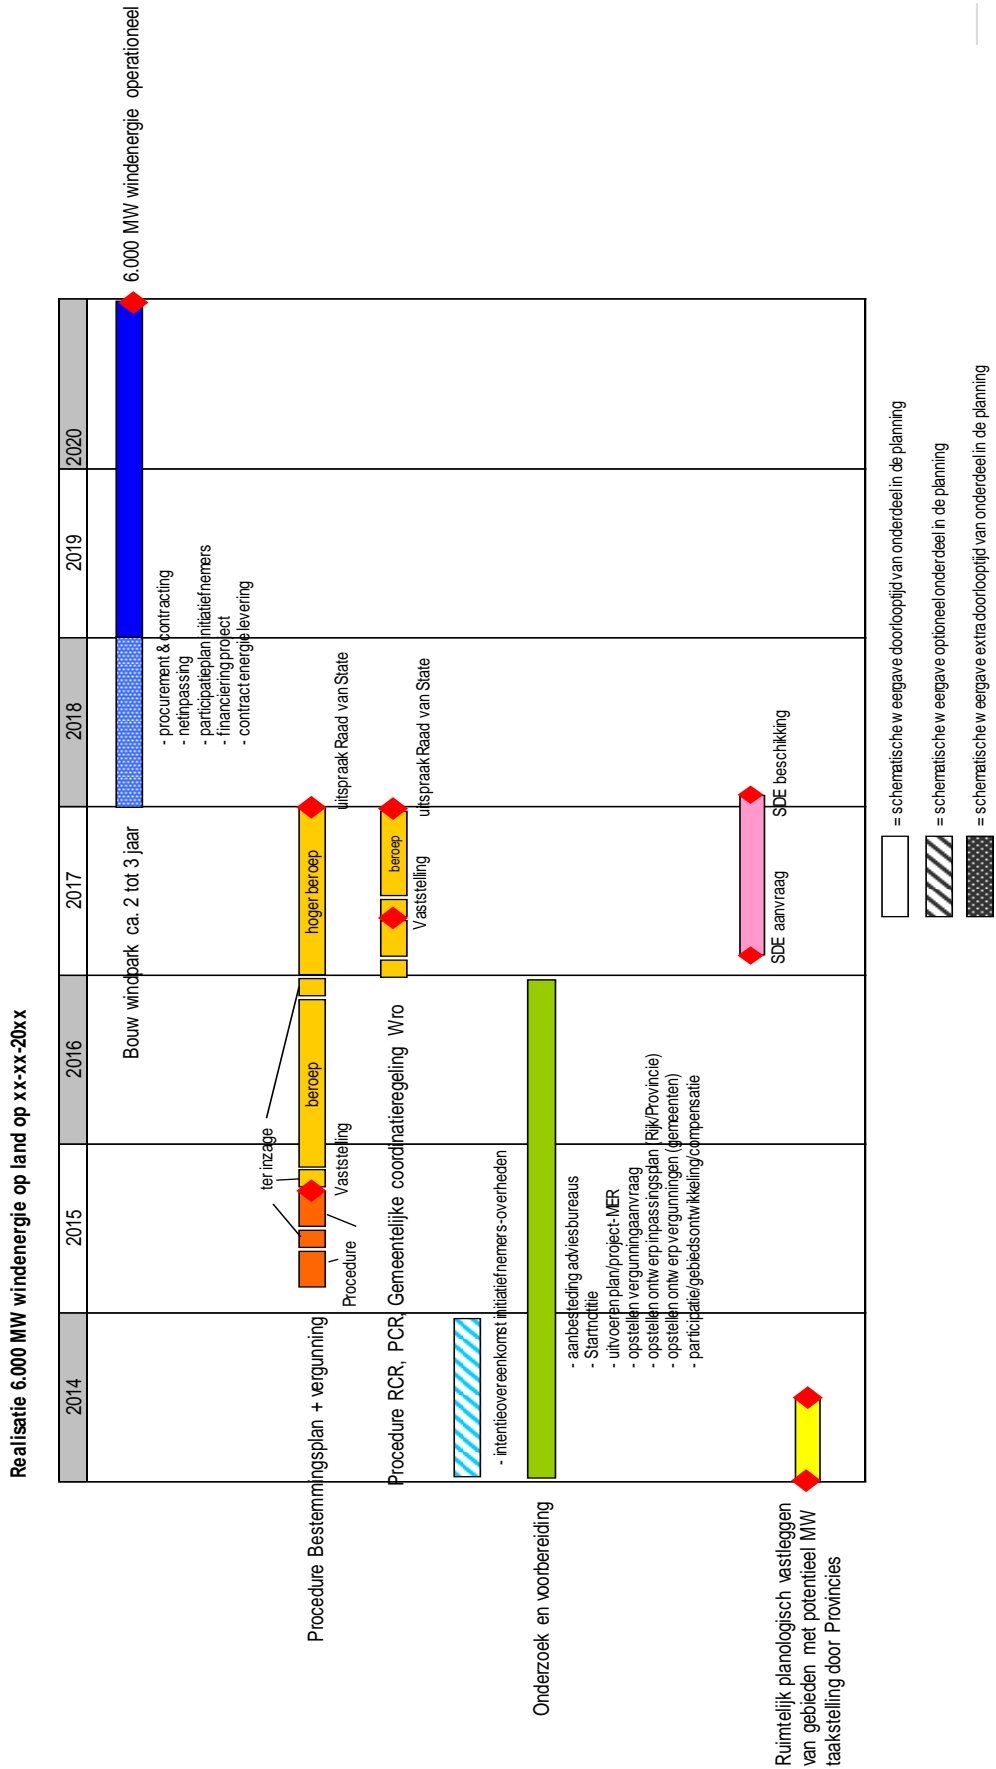 Realisatie 6.000 MW windenergie op land op xx-xx-20xx
2014
2015
2016
2017
2018
2019
2020
Bouw windpark ca. 2 tot 3 jaar
6.000 MW windenergie operationeel
- procurement & contracting
- netinpassing
- participatieplan initiatiefnemers
- financiering project
- contract energie levering
ter inzage
Procedure Bestemmingsplan + vergunning
beroep
hoger beroep
Procedure
Vaststelling
uitspraak Raad van State
Procedure RCR, PCR, Gemeentelijke coordinatieregeling Wro
beroep
Vaststelling
uitspraak Raad van State
- intentieovereenkomst initiatiefnemers-overheden
Onderzoek en voorbereiding
- aanbesteding adviesbureaus
- Startnotitie
- uitvoeren plan/project-MER
- opstellen vergunningaanvraag
- opstellen ontwerp inpassingsplan (Rijk/Provincie)
- opstellen ontwerp vergunningen (gemeenten)
- participatie/gebiedsontwikkeling/compensatie
SDE aanvraag
SDE beschikking
Ruimtelijk planologisch vastleggen
van gebieden met potentieel MW
taakstelling door Provincies
= schematische weergave doorlooptijd van onderdeel in de planning
= schematische weergave optioneel onderdeel in de planning
= schematische weergave extra doorlooptijd van onderdeel in de planning